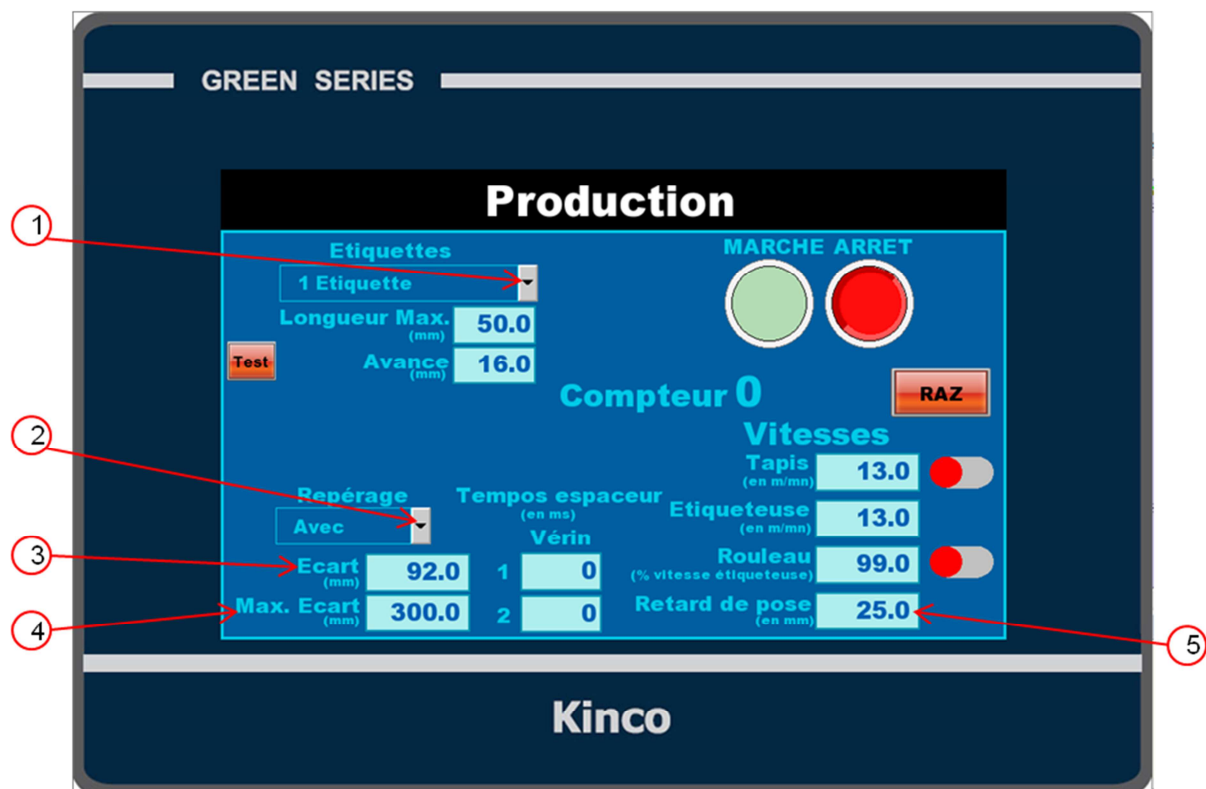 GREEN SERIES
Production
1
Etiquettes
1 Etiquette
Longueur Max.
(mm)
50.0
Test
Avance
(mm)
16.0
MARCHE ARRET
Compteur 0
RAZ
2
Repérage
Avec
3
Ecart
(mm)
92.0
4
Max. Ecart
(mm)
300.0
Tempos espaceur
(en ms)
Vérin
1 0
2 0
Vitesses
Tapis
(en m/mn)
13.0
Etiqueteuse
(en m/mn)
13.0
Rouleau
(% vitesse étiqueteuse)
99.0
Retard de pose
(en mm)
25.0
5
Kinco